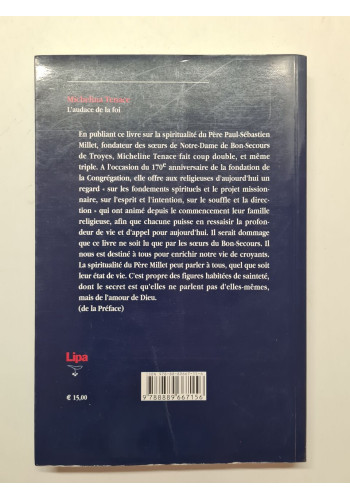 Michelina Tenace
L'audace de la foi
En publiant ce livre sur la spiritualité du Père Paul-Sébastien
Millet, fondateur des sœurs de Notre-Dame de Bon-Secours
de Troyes, Micheline Tenace fait coup double, et même
triple. A l'occasion du 170e anniversaire de la fondation de
la Congrégation, elle offre aux religieuses d'aujourd'hui un
regard « sur les fondements spirituels et le projet mission-
naire, sur l'esprit et l'intention, sur le souffle et la direc-
tion » qui ont animé depuis le commencement leur famille
religieuse, afin que chacune puisse en ressaisir la profon-
deur de vie et d'appel pour aujourd'hui. Il serait dommage
que ce livre ne soit lu que par les sœurs du Bon-Secours. Il
nous est destiné à tous pour enrichir notre vie de croyants.
La spiritualité du Père Millet peut parler à tous, quel que soit
leur état de vie. C'est propre des figures habitées de sainteté,
dont le secret est qu'elles ne parlent pas d'elles-mêmes,
mais de l'amour de Dieu.
(de la Préface)
Lipa
€ 15,00
9 788889 667156